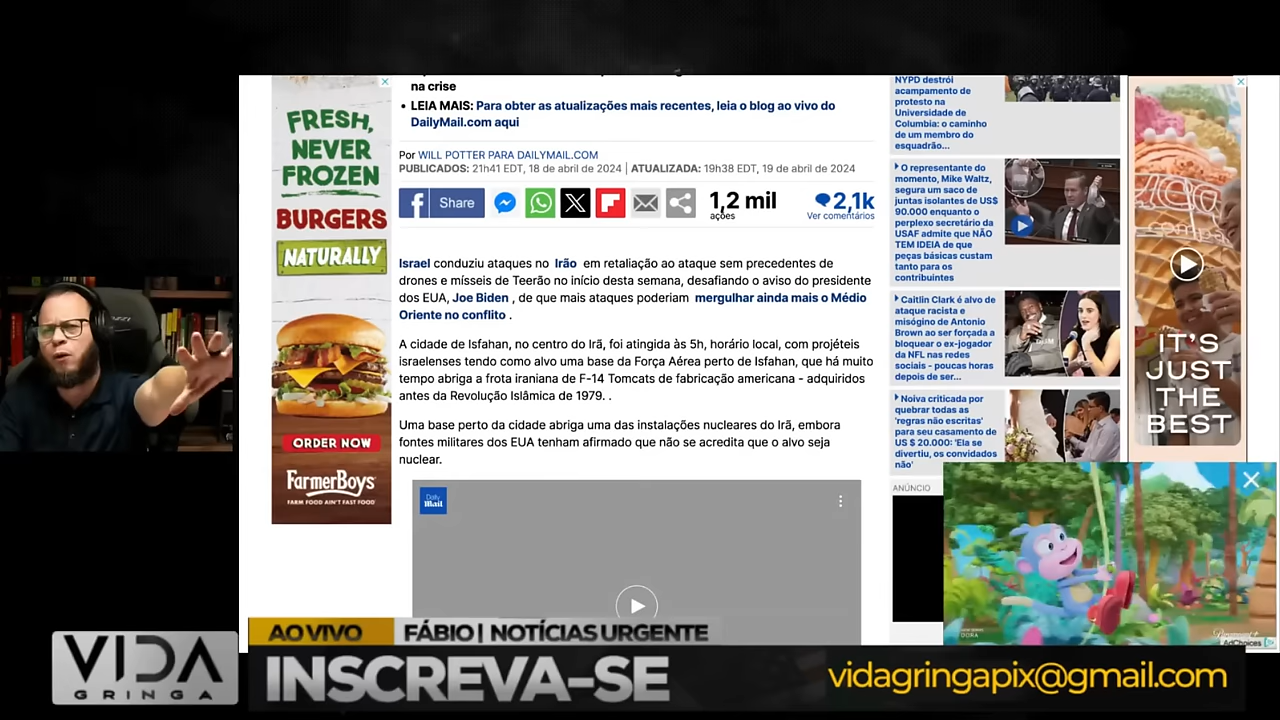 na crise
• LEIA MAIS: Para obter as atualizações mais recentes, leia o blog ao vivo do
DailyMail.com aqui
Por WILL POTTER PARA DAILYMAIL.COM
PUBLICADOS: 21h41 EDT, 18 de abril de 2024 | ATUALIZADA: 19h38 EDT, 19 de abril de 2024
Share
1,2 mil
ações
2,1k
Ver comentários
Israel conduziu ataques no Irão em retaliação ao ataque sem precedentes de
drones e mísseis de Teerão no início desta semana, desafiando o aviso do presidente
dos EUA, Joe Biden , de que mais ataques poderiam mergulhar ainda mais o Médio
Oriente no conflito .
A cidade de Isfahan, no centro do Irã, foi atingida às 5h, horário local, com projéteis
israelenses tendo como alvo uma base da Força Aérea perto de Isfahan, que há muito
tempo abriga a frota iraniana de F-14 Tomcats de fabricação americana - adquiridos
antes da Revolução Islâmica de 1979. .
Uma base perto da cidade abriga uma das instalações nucleares do Irã, embora
fontes militares dos EUA tenham afirmado que não se acredita que o alvo seja
nuclear.
Daily
Mail
FRESH,
NEVER
FROZEN
BURGERS
NATURALLY
ORDER NOW
FarmerBoys
FARM FOOD AIN'T FAST FOOD
NYPD destrói
acampamento de
protesto na
Universidade de
Columbia: o caminho
de um membro do
esquadrão...
O representante do
momento, Mike Waltz,
segura um saco de
juntas isolantes de US$
90.000 enquanto o
perplexo secretário da
USAF admite que NÃO
TEM IDEIA de que
peças básicas custam
tanto para os
contribuintes
Caitlin Clark é alvo de
ataque racista e
misógino de Antonio
Brown ao ser forçada a
bloquear o ex-jogador
da NFL nas redes
sociais - poucas horas
depois de ser...
Noiva criticada por
quebrar todas as
'regras não escritas'
para seu casamento de
US $ 20.000: 'Ela se
divertiu, os convidados
não'
ANÚNCIO
IT'S
JUST
THE
BEST
DORA
Paramount+
AdChoices
VIDA
GRINGA
AO VIVO
FÁBIO | NOTÍCIAS URGENTE
INSCREVA-SE
vidagringapix@gmail.com